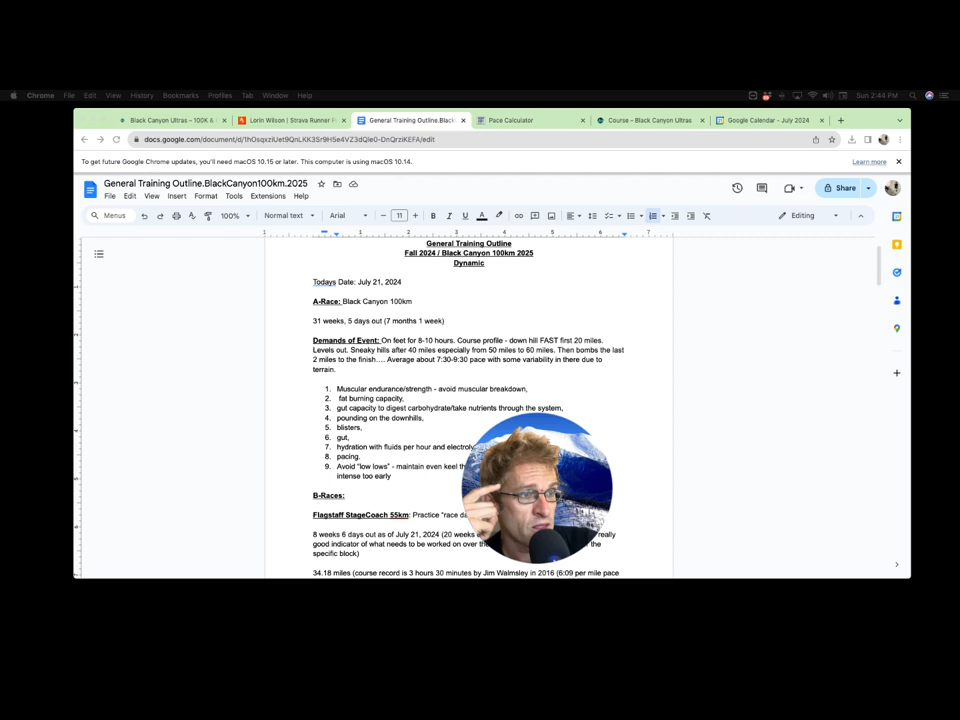 Chrome File Edit View History Bookmarks Profiles Tab Window Help Sun 2:44 PM
Black Canyon Ultras – 100K & Lorin Wilson | Strava Runner P General Training Outline.Black Pace Calculator Course – Black Canyon Ultras Google Calendar - July 2024
docs.google.com/document/d/1hOsqxziUet9QnLKK3Sr9H5e4VZ3dQle0-DnQrziKEFA/edit
To get future Google Chrome updates, you'll need macOS 10.15 or later. This computer is using macOS 10.14. Learn more
General Training Outline.BlackCanyon100km.2025
Share
File Edit View Insert Format Tools Extensions Help
Menus 100% Normal text Arial 11 Editing
1 1 2 3 4 5 6 7
General Training Outline
Fall 2024 / Black Canyon 100km 2025
Dynamic
Todays Date: July 21, 2024
A-Race: Black Canyon 100km
31 weeks, 5 days out (7 months 1 week)
Demands of Event: On feet for 8-10 hours. Course profile - down hill FAST first 20 miles.
Levels out. Sneaky hills after 40 miles especially from 50 miles to 60 miles. Then bombs the last
2 miles to the finish.... Average about 7:30-9:30 pace with some variability in there due to
terrain.
1. Muscular endurance/strength - avoid muscular breakdown,
2. fat burning capacity,
3. gut capacity to digest carbohydrate/take nutrients through the system,
4. pounding on the downhills,
5. blisters,
6. gut,
7. hydration with fluids per hour and electroly
8. pacing.
9. Avoid "low lows" - maintain even keel th
intense too early
B-Races:
Flagstaff StageCoach 55km: Practice "race da
8 weeks 6 days out as of July 21, 2024 (20 weeks really
good indicator of what needs to be worked on over the the
specific block)
34.18 miles (course record is 3 hours 30 minutes by Jim Walmsley in 2016 (6:09 per mile pace